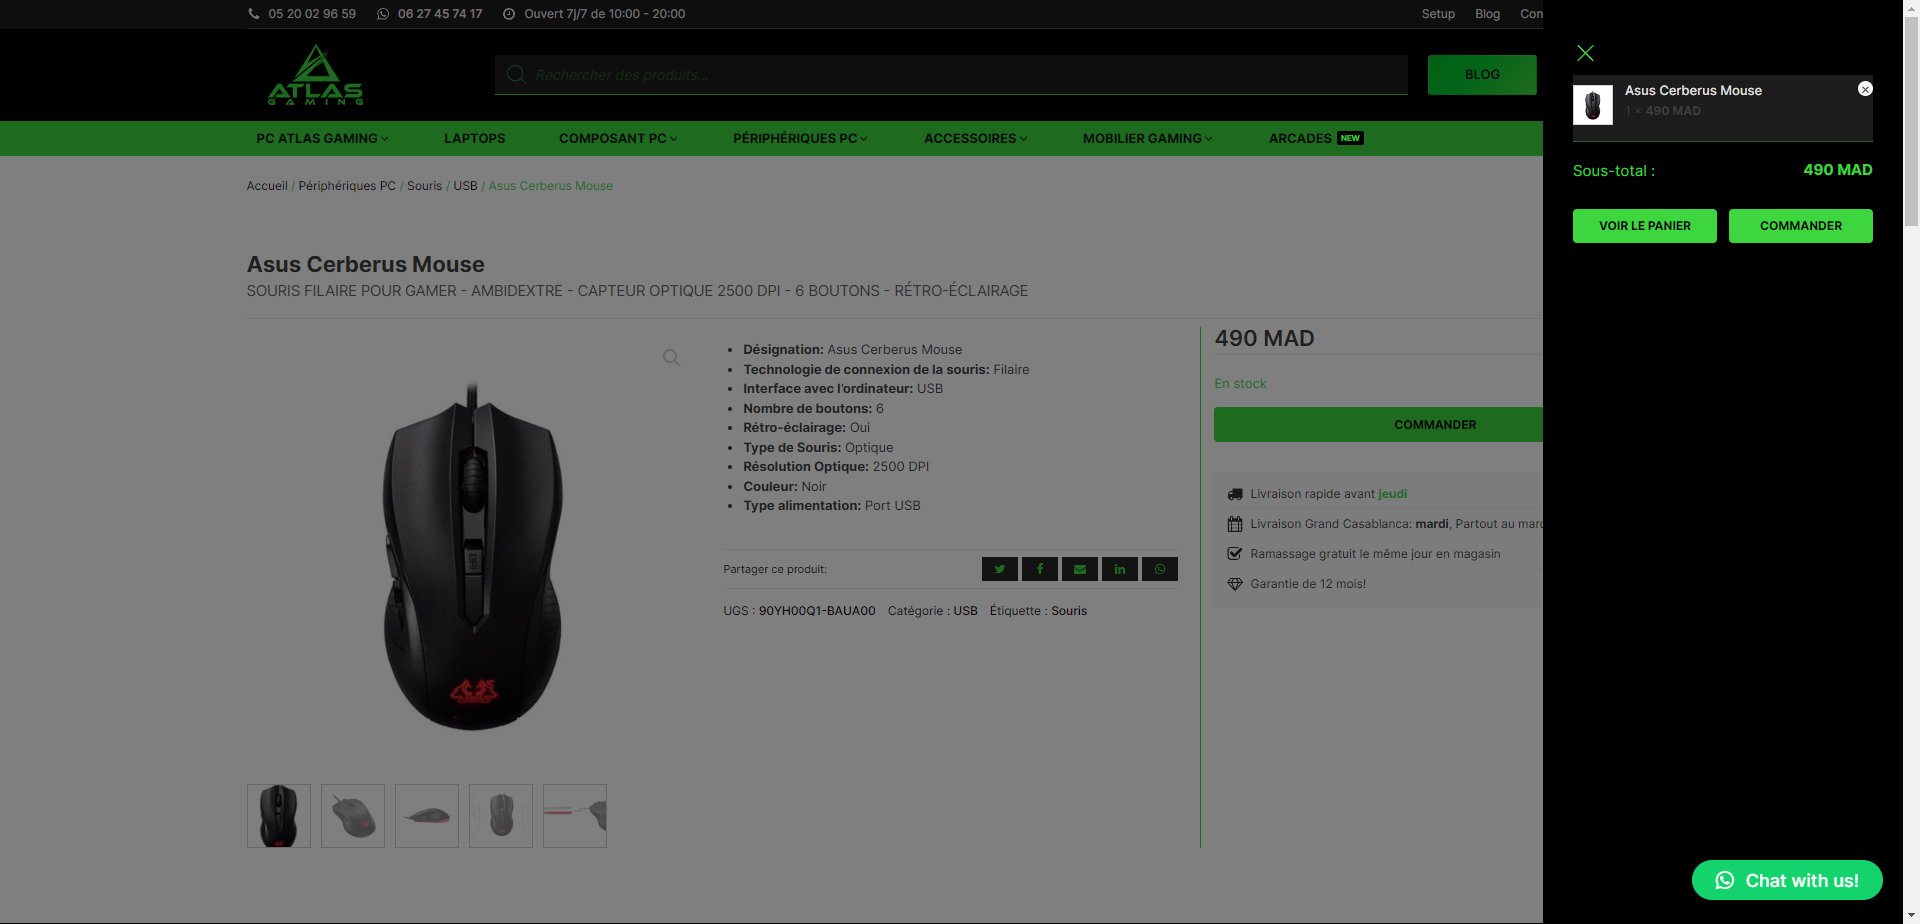 05 20 02 96 59
06 27 45 74 17
Ouvert 7j/7 de 10:00 - 20:00
Setup
Blog
Con
ATLAS
GAMING
Rechercher des produits...
BLOG
PC ATLAS GAMING
LAPTOPS
COMPOSANT PC
PÉRIPHÉRIQUES PC
ACCESSOIRES
MOBILIER GAMING
ARCADES NEW
Accueil / Périphériques PC / Souris / USB / Asus Cerberus Mouse
Asus Cerberus Mouse
SOURIS FILAIRE POUR GAMER - AMBIDEXTRE - CAPTEUR OPTIQUE 2500 DPI - 6 BOUTONS - RÉTRO-ÉCLAIRAGE
DPI
Désignation: Asus Cerberus Mouse
Technologie de connexion de la souris: Filaire
Interface avec l'ordinateur: USB
Nombre de boutons: 6
Rétro-éclairage: Oui
Type de Souris: Optique
Résolution Optique: 2500 DPI
Couleur: Noir
Type alimentation: Port USB
Partager ce produit:
UGS : 90YH00Q1-BAUA00 Catégorie : USB Étiquette : Souris
490 MAD
En stock
COMMANDER
Livraison rapide avant jeudi
Livraison Grand Casablanca: mardi, Partout au marc
Ramassage gratuit le même jour en magasin
Garantie de 12 mois!
Asus Cerberus Mouse
1 × 490 MAD
Sous-total :
490 MAD
VOIR LE PANIER
COMMANDER
Chat with us!